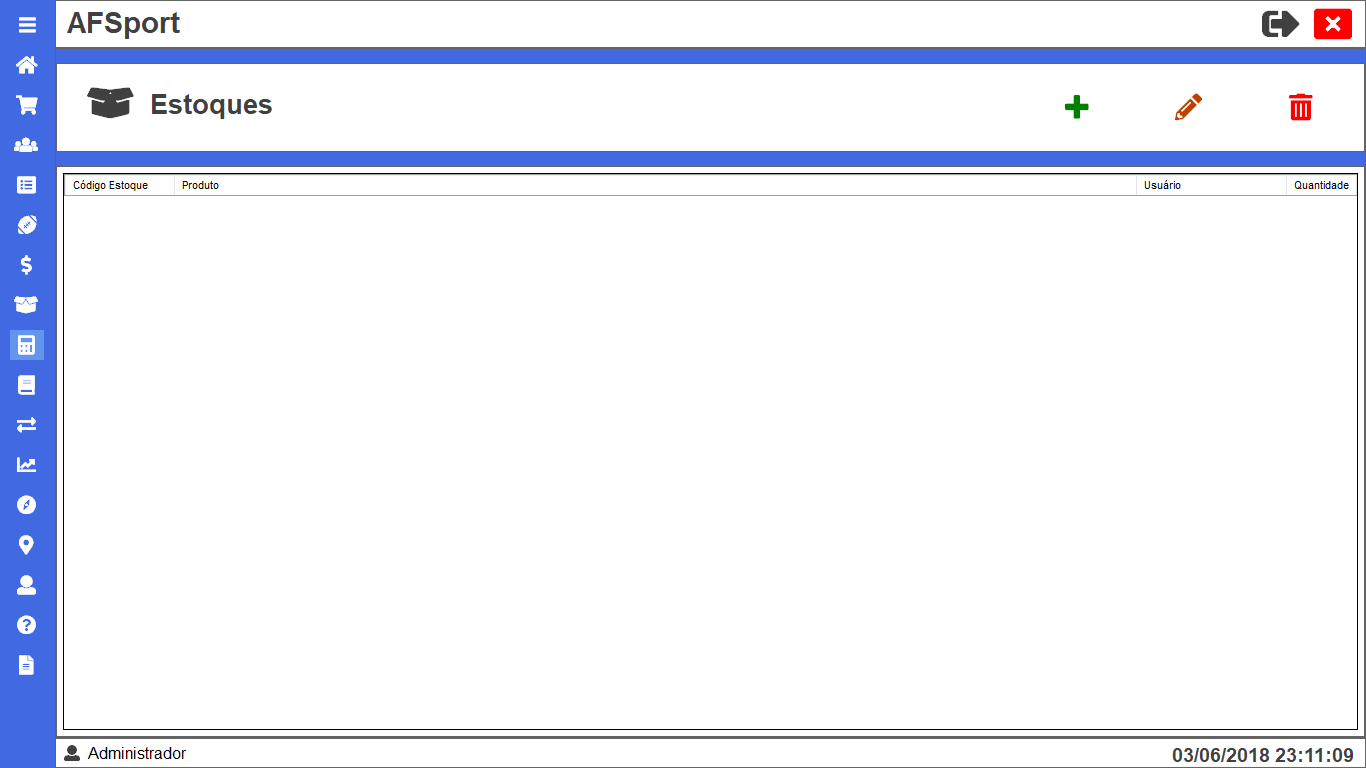 AFSport
Estoques
Código Estoque Produto Usuário Quantidade
Administrador
03/06/2018 23:11:09